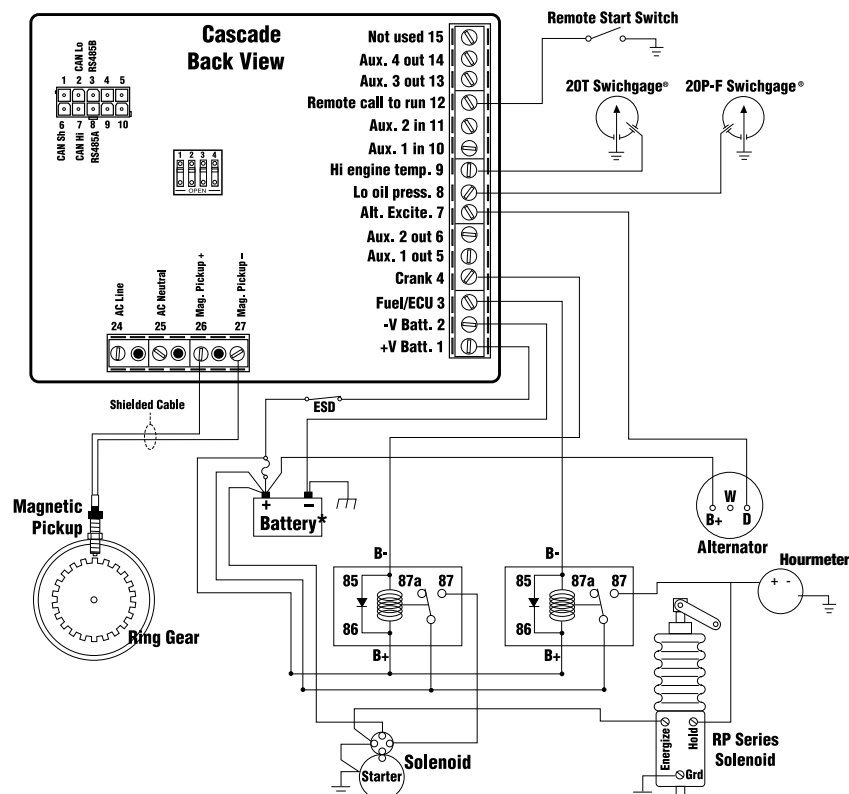 Cascade
Back View
CAN Lo
RS485B
1 2 3 4 5
6 7 8 9 10
CAN Sh
CAN Hi
RS485A
1 2 3 4
OPEN
Not used 15
Aux. 4 out 14
Aux. 3 out 13
Remote call to run 12
Aux. 2 in 11
Aux. 1 in 10
Hi engine temp. 9
Lo oil press. 8
Alt. Excite. 7
Aux. 2 out 6
Aux. 1 out 5
Crank 4
Fuel/ECU 3
-V Batt. 2
+V Batt. 1
Remote Start Switch
20T Swichgage®
20P-F Swichgage®
AC Line
AC Neutral
Mag. Pickup +
Mag. Pickup –
24 25 26 27
Shielded Cable
ESD
+ –
Battery*
Magnetic
Pickup
Ring Gear
W
B+ D
Alternator
Hourmeter
+ -
B-
85 87a 87
86
B+
B-
85 87a 87
86
B+
Solenoid
Starter
Energize
Hold
Grd
RP Series
Solenoid